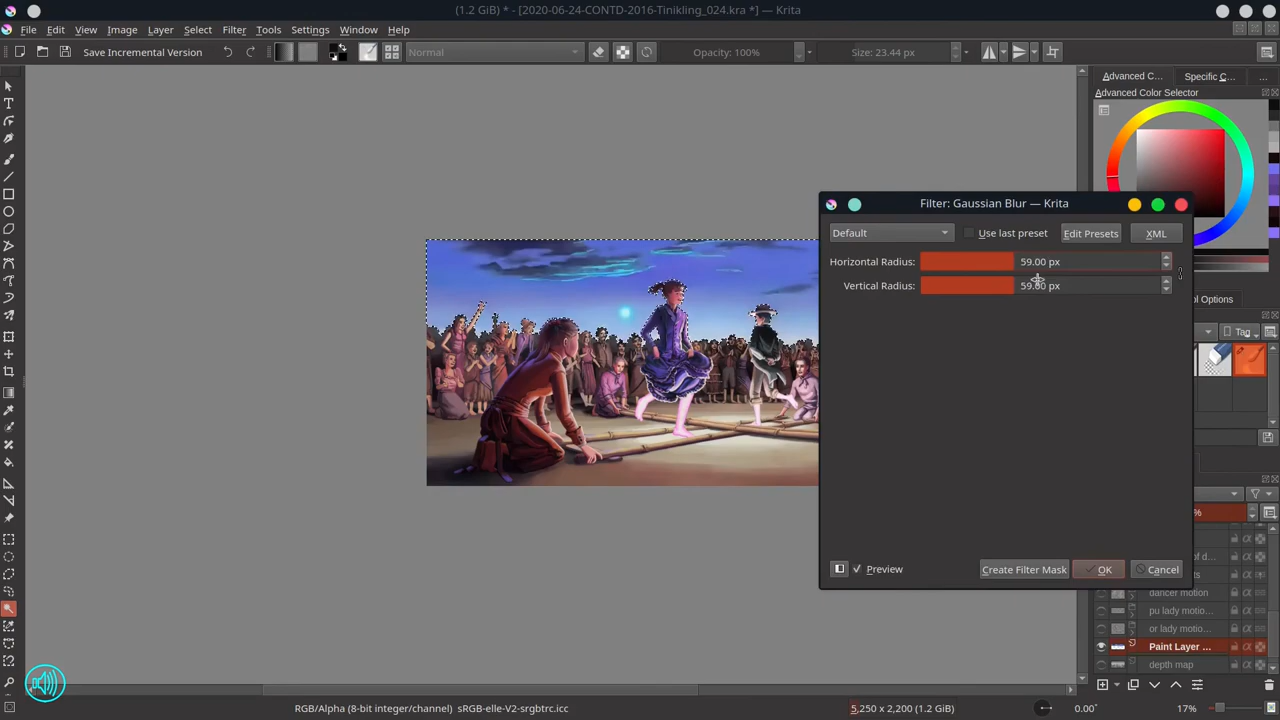 (1.2 GiB) * - [2020-06-24-CONTD-2016-Tinikling_024.kra *] — Krita
File Edit View Image Layer Select Filter Tools Settings Window Help
Save Incremental Version Normal Opacity: 100% Size: 23.44 px
Advanced C... Specific C... ...
Advanced Color Selector
Filter: Gaussian Blur — Krita
Default Use last preset Edit Presets XML
Horizontal Radius: 59.00 px
Vertical Radius: 59.00 px
Options
Tag
%
of d...
dancer motion
pu lady motio...
or lady motio...
Paint Layer ...
depth map
Preview Create Filter Mask OK Cancel
RGB/Alpha (8-bit integer/channel) sRGB-elle-V2-srgbtrc.icc 5,250 x 2,200 (1.2 GiB) 0.00° 17%